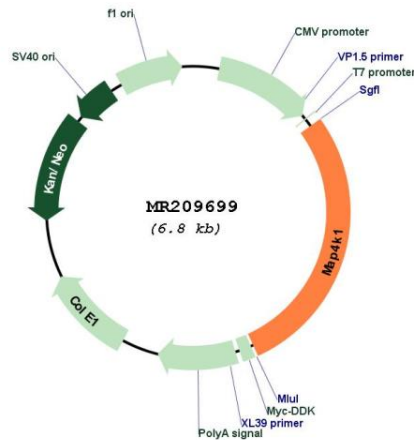 f1 ori
CMV promoter
SV40 ori
VP1.5 primer
T7 promoter
SgfI
Kan/ Neo
MR209699
(6.8 kb)
Map4k1
Col E1
MluI
Myc-DDK
XL39 primer
PolyA signal